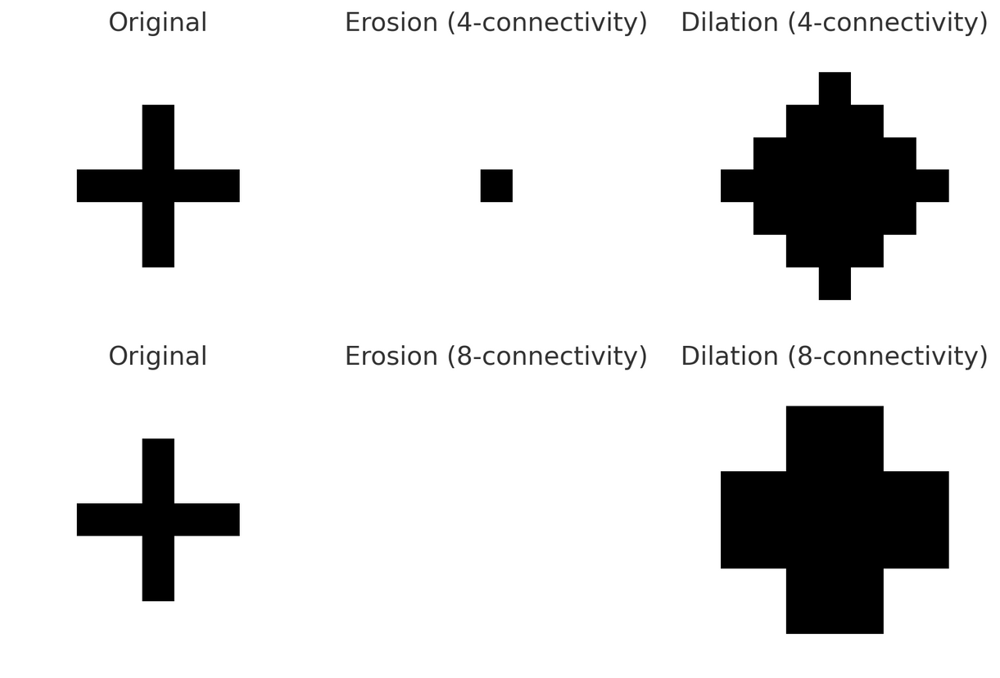 Original
Erosion (4-connectivity)
Dilation (4-connectivity)
Original
Erosion (8-connectivity)
Dilation (8-connectivity)